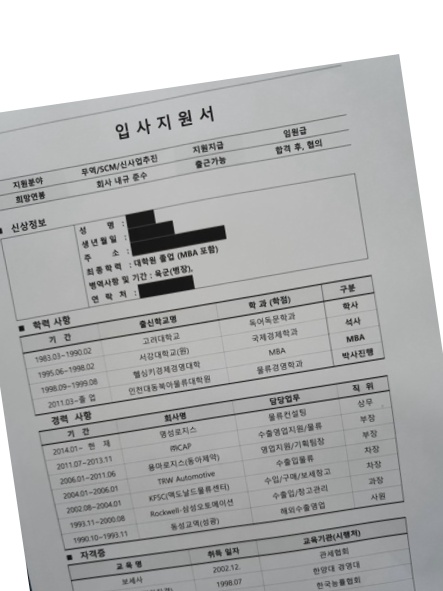 입사지원서
지원분야 무역/SCM/신사업추진 지원지급 임원급
희망연봉 회사 내규 준수 출근가능 합격 후, 협의
■ 신상정보
성 명 :
생년월일 :
주 소 :
최종학력 : 대학원 졸업 (MBA 포함)
병역사항 및 기간 : 육군(병장),
연 락 처 :
■ 학력 사항
기 간 출신학교명 학 과 (학점) 구분
1983.03~1990.02 고려대학교 독어독문학과 학사
1995.06~1998.02 서강대학교(원) 국제경제학과 석사
1998.09~1999.08 헬싱키경제경영대학 MBA MBA
2011.03~졸 업 인천대동북아물류대학원 물류경영학과 박사진행
경력 사항
기 간 회사명 담당업무 직 위
2014.01~ 현 재 명성로지스 물류컨설팅 상무
2011.07~2013.11 ㈜CAP 수출영업지원/물류 부장
2006.01~2011.06 용마로지스(동아제약) 영업지원/기획팀장 부장
2004.01~2006.01 TRW Automotive 수출입물류 차장
2002.08~2004.01 KFSC(맥도날드물류센터) 수입/구매/보세창고 차장
1993.11~2000.08 Rockwell-삼성오토메이션 수출입/창고관리 과장
1990.10~1993.11 동성교역(성광) 해외수출영업 사원
■ 자격증
교 육 명 취득 일자 교육기관(시행처)
보세사 2002.12. 관세협회
한양대 경영대
1998.07 한국능률협회